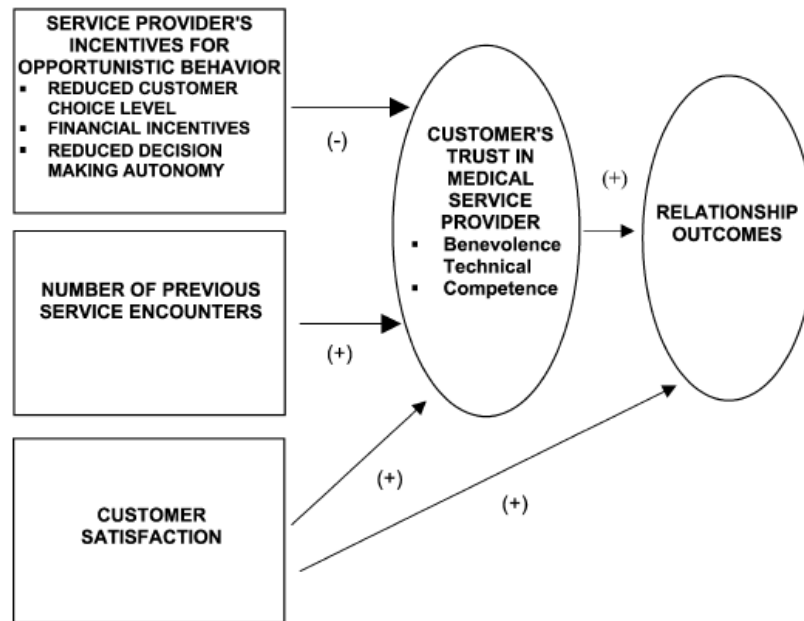 SERVICE PROVIDER'S
INCENTIVES FOR
OPPORTUNISTIC BEHAVIOR
▪ REDUCED CUSTOMER
CHOICE LEVEL
▪ FINANCIAL INCENTIVES
▪ REDUCED DECISION
MAKING AUTONOMY
(-)
NUMBER OF PREVIOUS
SERVICE ENCOUNTERS
(+)
CUSTOMER
SATISFACTION
(+)
(+)
CUSTOMER'S
TRUST IN
MEDICAL
SERVICE
PROVIDER
▪ Benevolence
Technical
▪ Competence
(+)
RELATIONSHIP
OUTCOMES